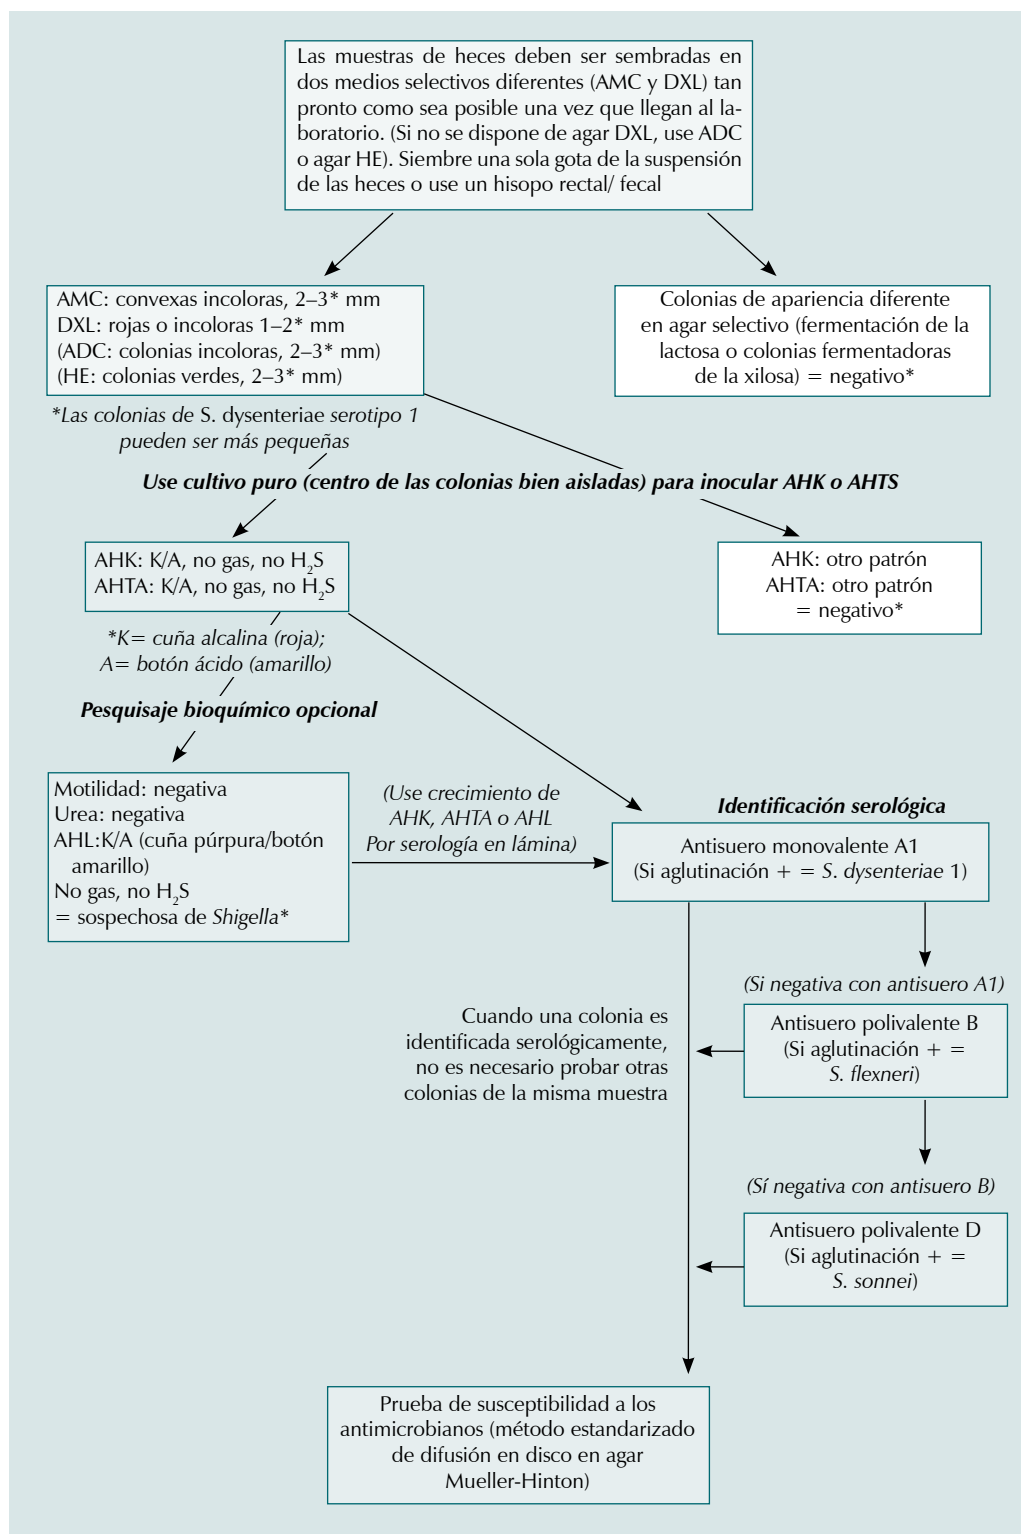 Las muestras de heces deben ser sembradas en
dos medios selectivos diferentes (AMC y DXL) tan
pronto como sea posible una vez que llegan al la-
boratorio. (Si no se dispone de agar DXL, use ADC
o agar HE). Siembre una sola gota de la suspensión
de las heces o use un hisopo rectal/ fecal
AMC: convexas incoloras, 2–3* mm
DXL: rojas o incoloras 1–2* mm
(ADC: colonias incoloras, 2–3* mm)
(HE: colonias verdes, 2–3* mm)
Colonias de apariencia diferente
en agar selectivo (fermentación de la
lactosa o colonias fermentadoras
de la xilosa) = negativo*
*Las colonias de S. dysenteriae serotipo 1
pueden ser más pequeñas
Use cultivo puro (centro de las colonias bien aisladas) para inocular AHK o AHTS
AHK: K/A, no gas, no H₂S
AHTA: K/A, no gas, no H₂S
AHK: otro patrón
AHTA: otro patrón
= negativo*
*K= cuña alcalina (roja);
A= botón ácido (amarillo)
Pesquisaje bioquímico opcional
Motilidad: negativa
Urea: negativa
AHL:K/A (cuña púrpura/botón
amarillo)
No gas, no H₂S
= sospechosa de Shigella*
(Use crecimiento de
AHK, AHTA o AHL
Por serología en lámina)
Identificación serológica
Antisuero monovalente A1
(Si aglutinación + = S. dysenteriae 1)
(Si negativa con antisuero A1)
Cuando una colonia es
identificada serológicamente,
no es necesario probar otras
colonias de la misma muestra
Antisuero polivalente B
(Si aglutinación + =
S. flexneri)
(Sí negativa con antisuero B)
Antisuero polivalente D
(Si aglutinación + =
S. sonnei)
Prueba de susceptibilidad a los
antimicrobianos (método estandarizado
de difusión en disco en agar
Mueller-Hinton)